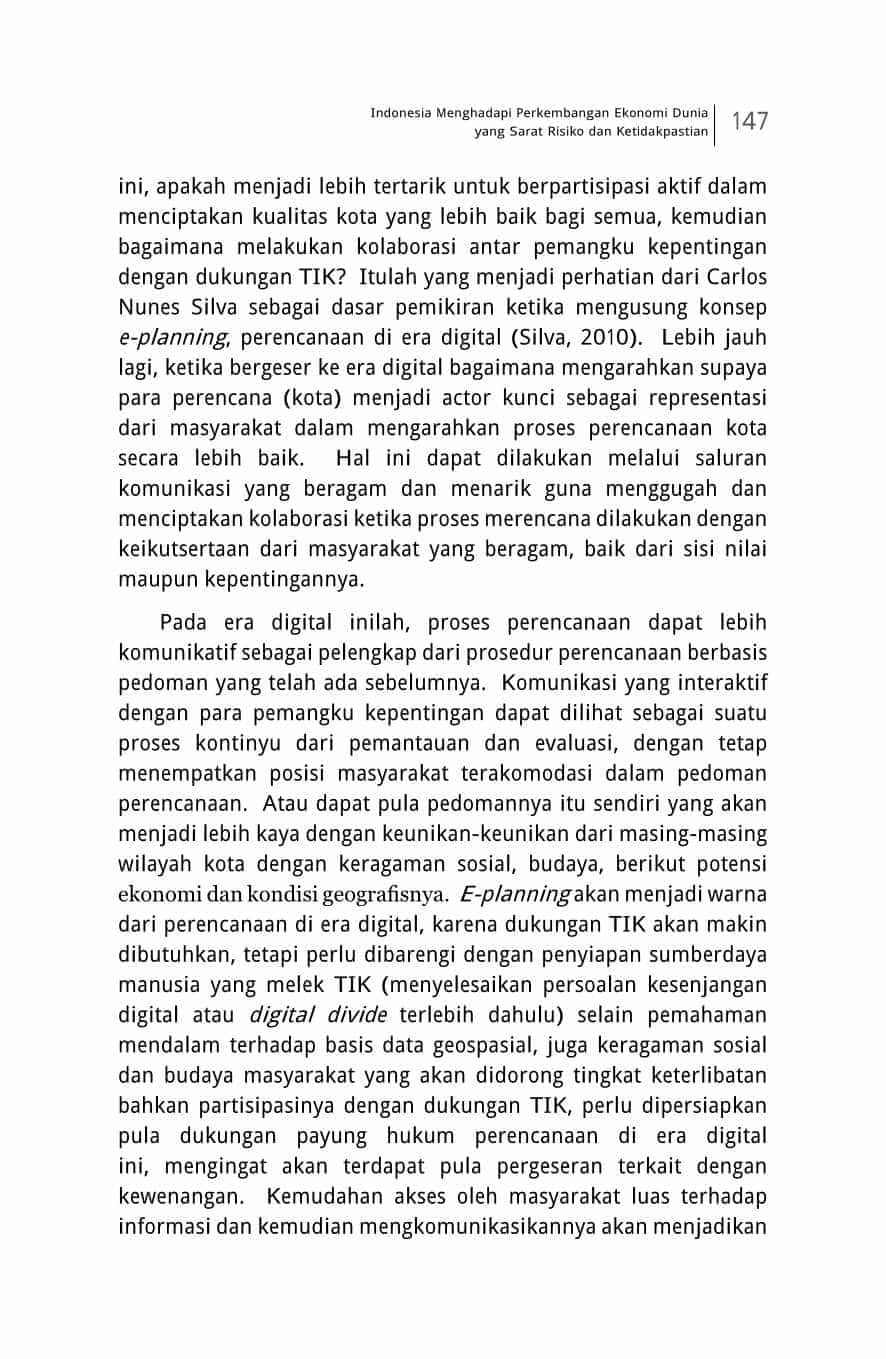 Indonesia Menghadapi Perkembangan Ekonomi Dunia
yang Sarat Risiko dan Ketidakpastian
147
ini, apakah menjadi lebih tertarik untuk berpartisipasi aktif dalam
menciptakan kualitas kota yang lebih baik bagi semua, kemudian
bagaimana melakukan kolaborasi antar pemangku kepentingan
dengan dukungan TIK? Itulah yang menjadi perhatian dari Carlos
Nunes Silva sebagai dasar pemikiran ketika mengusung konsep
e-planning, perencanaan di era digital (Silva, 2010). Lebih jauh
lagi, ketika bergeser ke era digital bagaimana mengarahkan supaya
para perencana (kota) menjadi actor kunci sebagai representasi
dari masyarakat dalam mengarahkan proses perencanaan kota
secara lebih baik. Hal ini dapat dilakukan melalui saluran
komunikasi yang beragam dan menarik guna menggugah dan
menciptakan kolaborasi ketika proses merencana dilakukan dengan
keikutsertaan dari masyarakat yang beragam, baik dari sisi nilai
maupun kepentingannya.
Pada era digital inilah, proses perencanaan dapat lebih
komunikatif sebagai pelengkap dari prosedur perencanaan berbasis
pedoman yang telah ada sebelumnya. Komunikasi yang interaktif
dengan para pemangku kepentingan dapat dilihat sebagai suatu
proses kontinyu dari pemantauan dan evaluasi, dengan tetap
menempatkan posisi masyarakat terakomodasi dalam pedoman
perencanaan. Atau dapat pula pedomannya itu sendiri yang akan
menjadi lebih kaya dengan keunikan-keunikan dari masing-masing
wilayah kota dengan keragaman sosial, budaya, berikut potensi
ekonomi dan kondisi geografisnya. E-planning akan menjadi warna
dari perencanaan di era digital, karena dukungan TIK akan makin
dibutuhkan, tetapi perlu dibarengi dengan penyiapan sumberdaya
manusia yang melek TIK (menyelesaikan persoalan kesenjangan
digital atau digital divide terlebih dahulu) selain pemahaman
mendalam terhadap basis data geospasial, juga keragaman sosial
dan budaya masyarakat yang akan didorong tingkat keterlibatan
bahkan partisipasinya dengan dukungan TIK, perlu dipersiapkan
pula dukungan payung hukum perencanaan di era digital
ini, mengingat akan terdapat pula pergeseran terkait dengan
kewenangan. Kemudahan akses oleh masyarakat luas terhadap
informasi dan kemudian mengkomunikasikannya akan menjadikan